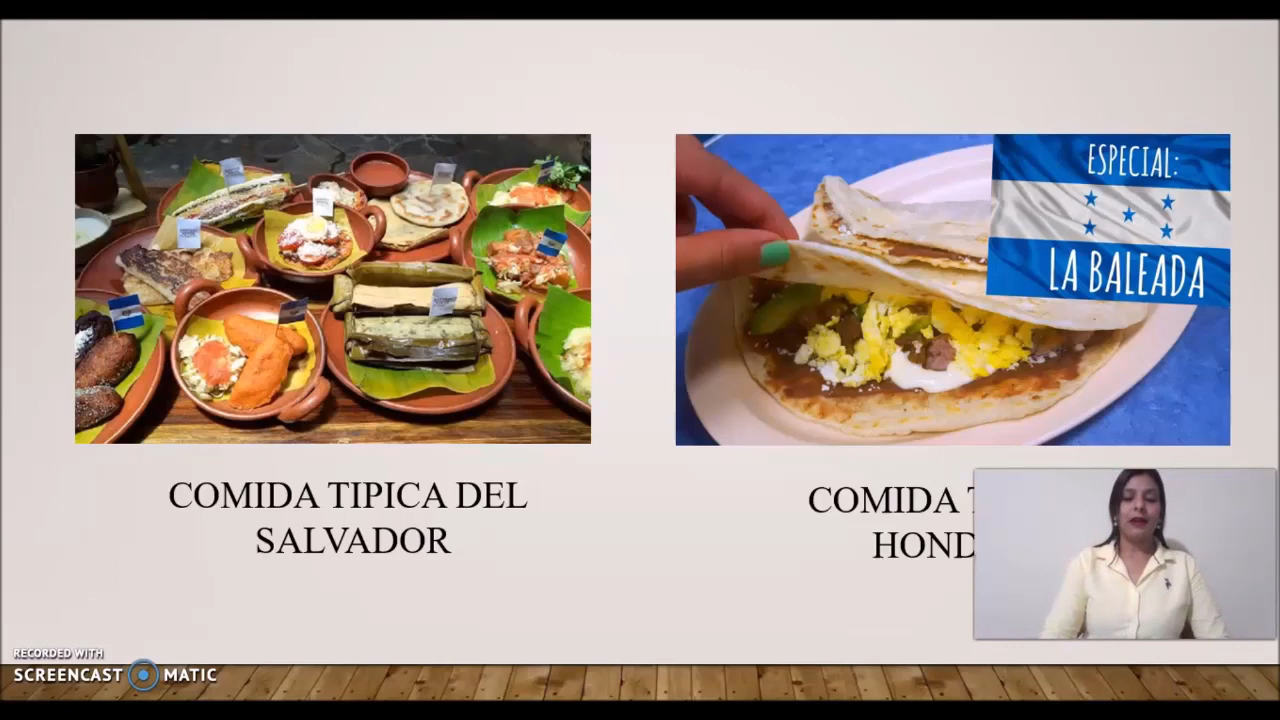 ESPECIAL:
LA BALEADA
COMIDA TIPICA DEL
SALVADOR
COMIDA
HOND
RECORDED WITH
SCREENCAST MATIC